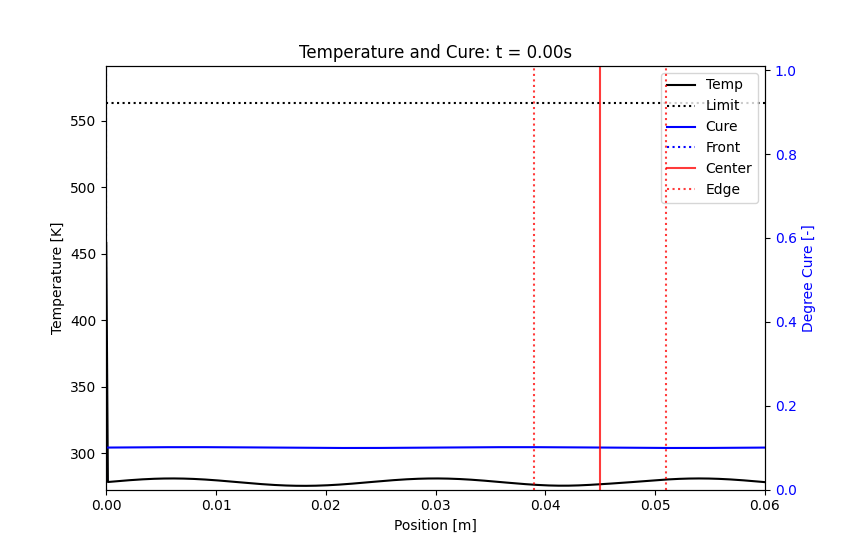 Temperature and Cure: t = 0.00s
Temp
Limit
Cure
Front
Center
Edge
Temperature [K]
550
500
450
400
350
300
1.0
0.8
0.6
0.4
0.2
0.0
Degree Cure [-]
0.00 0.01 0.02 0.03 0.04 0.05 0.06
Position [m]